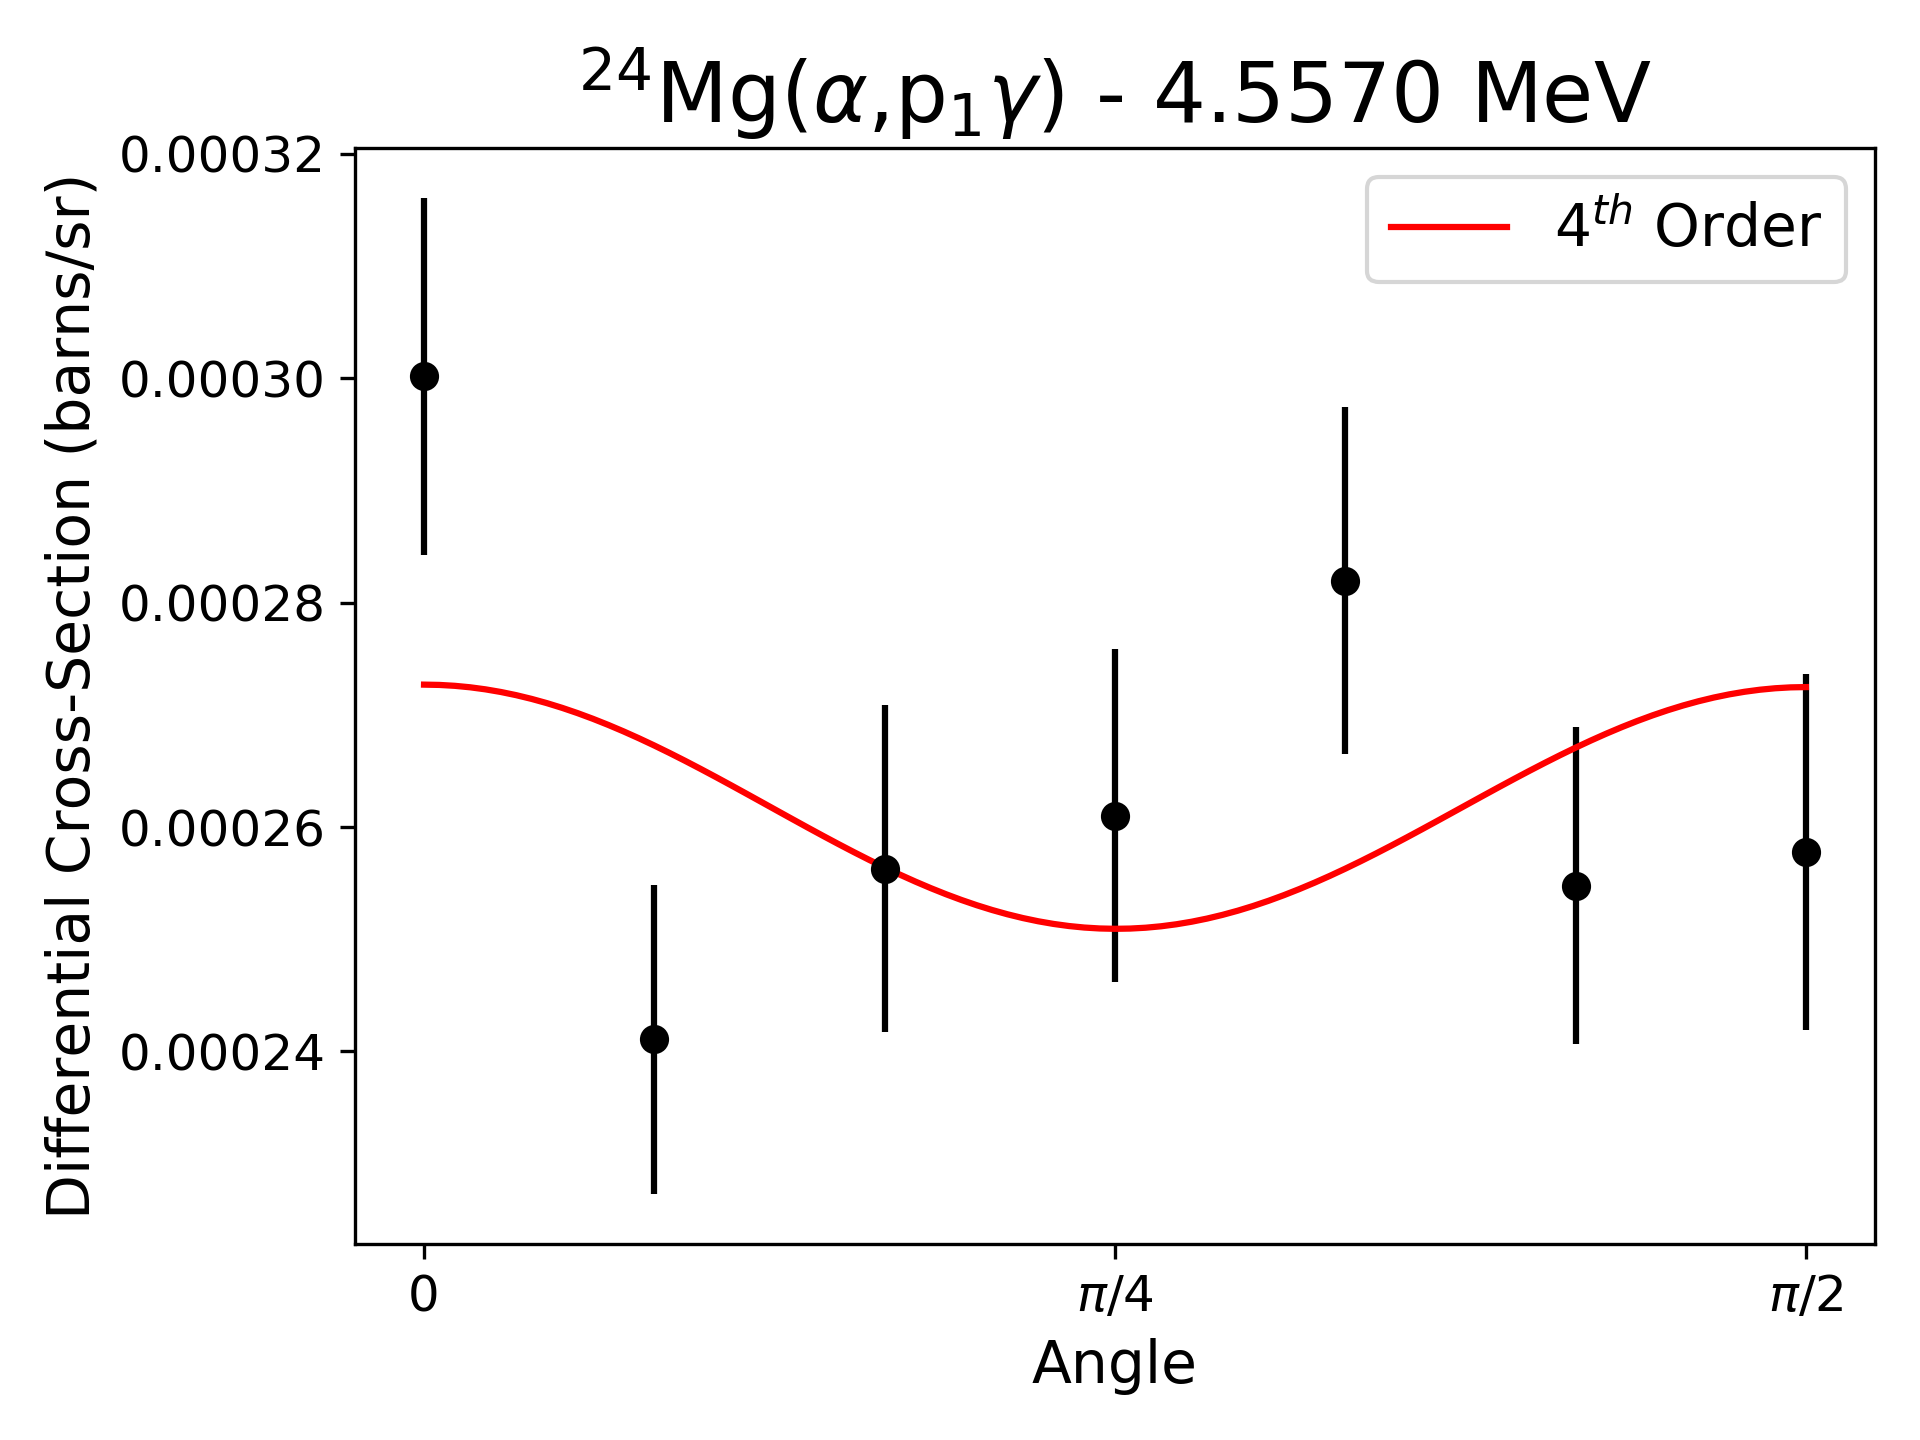 ²⁴Mg(α,p₁γ) - 4.5570 MeV
Differential Cross-Section (barns/sr)
0.00032
0.00030
0.00028
0.00026
0.00024
4ᵗʰ Order
0 π/4 π/2
Angle